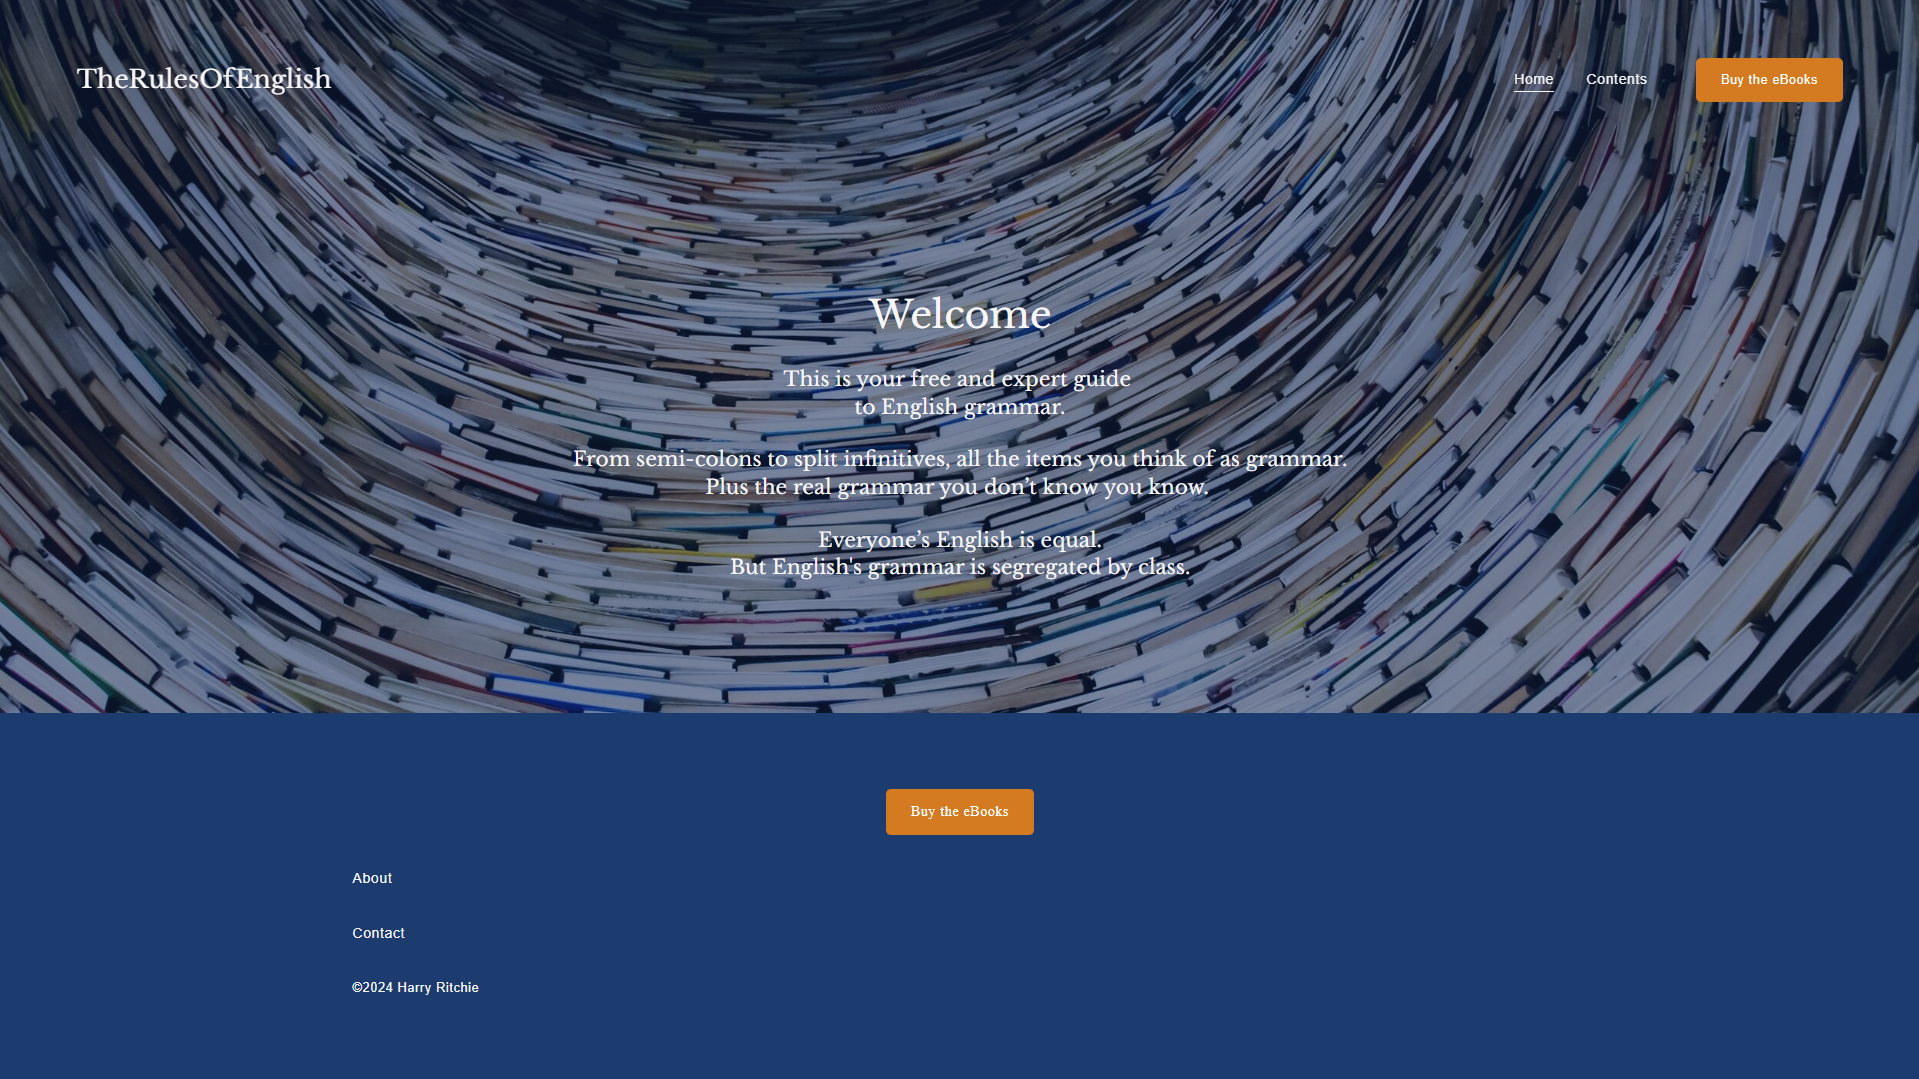 TheRulesOfEnglish
Home
Contents
Buy the eBooks
Welcome
This is your free and expert guide
to English grammar.
From semi-colons to split infinitives, all the items you think of as grammar.
Plus the real grammar you don’t know you know.
Everyone’s English is equal.
But English's grammar is segregated by class.
Buy the eBooks
About
Contact
©2024 Harry Ritchie